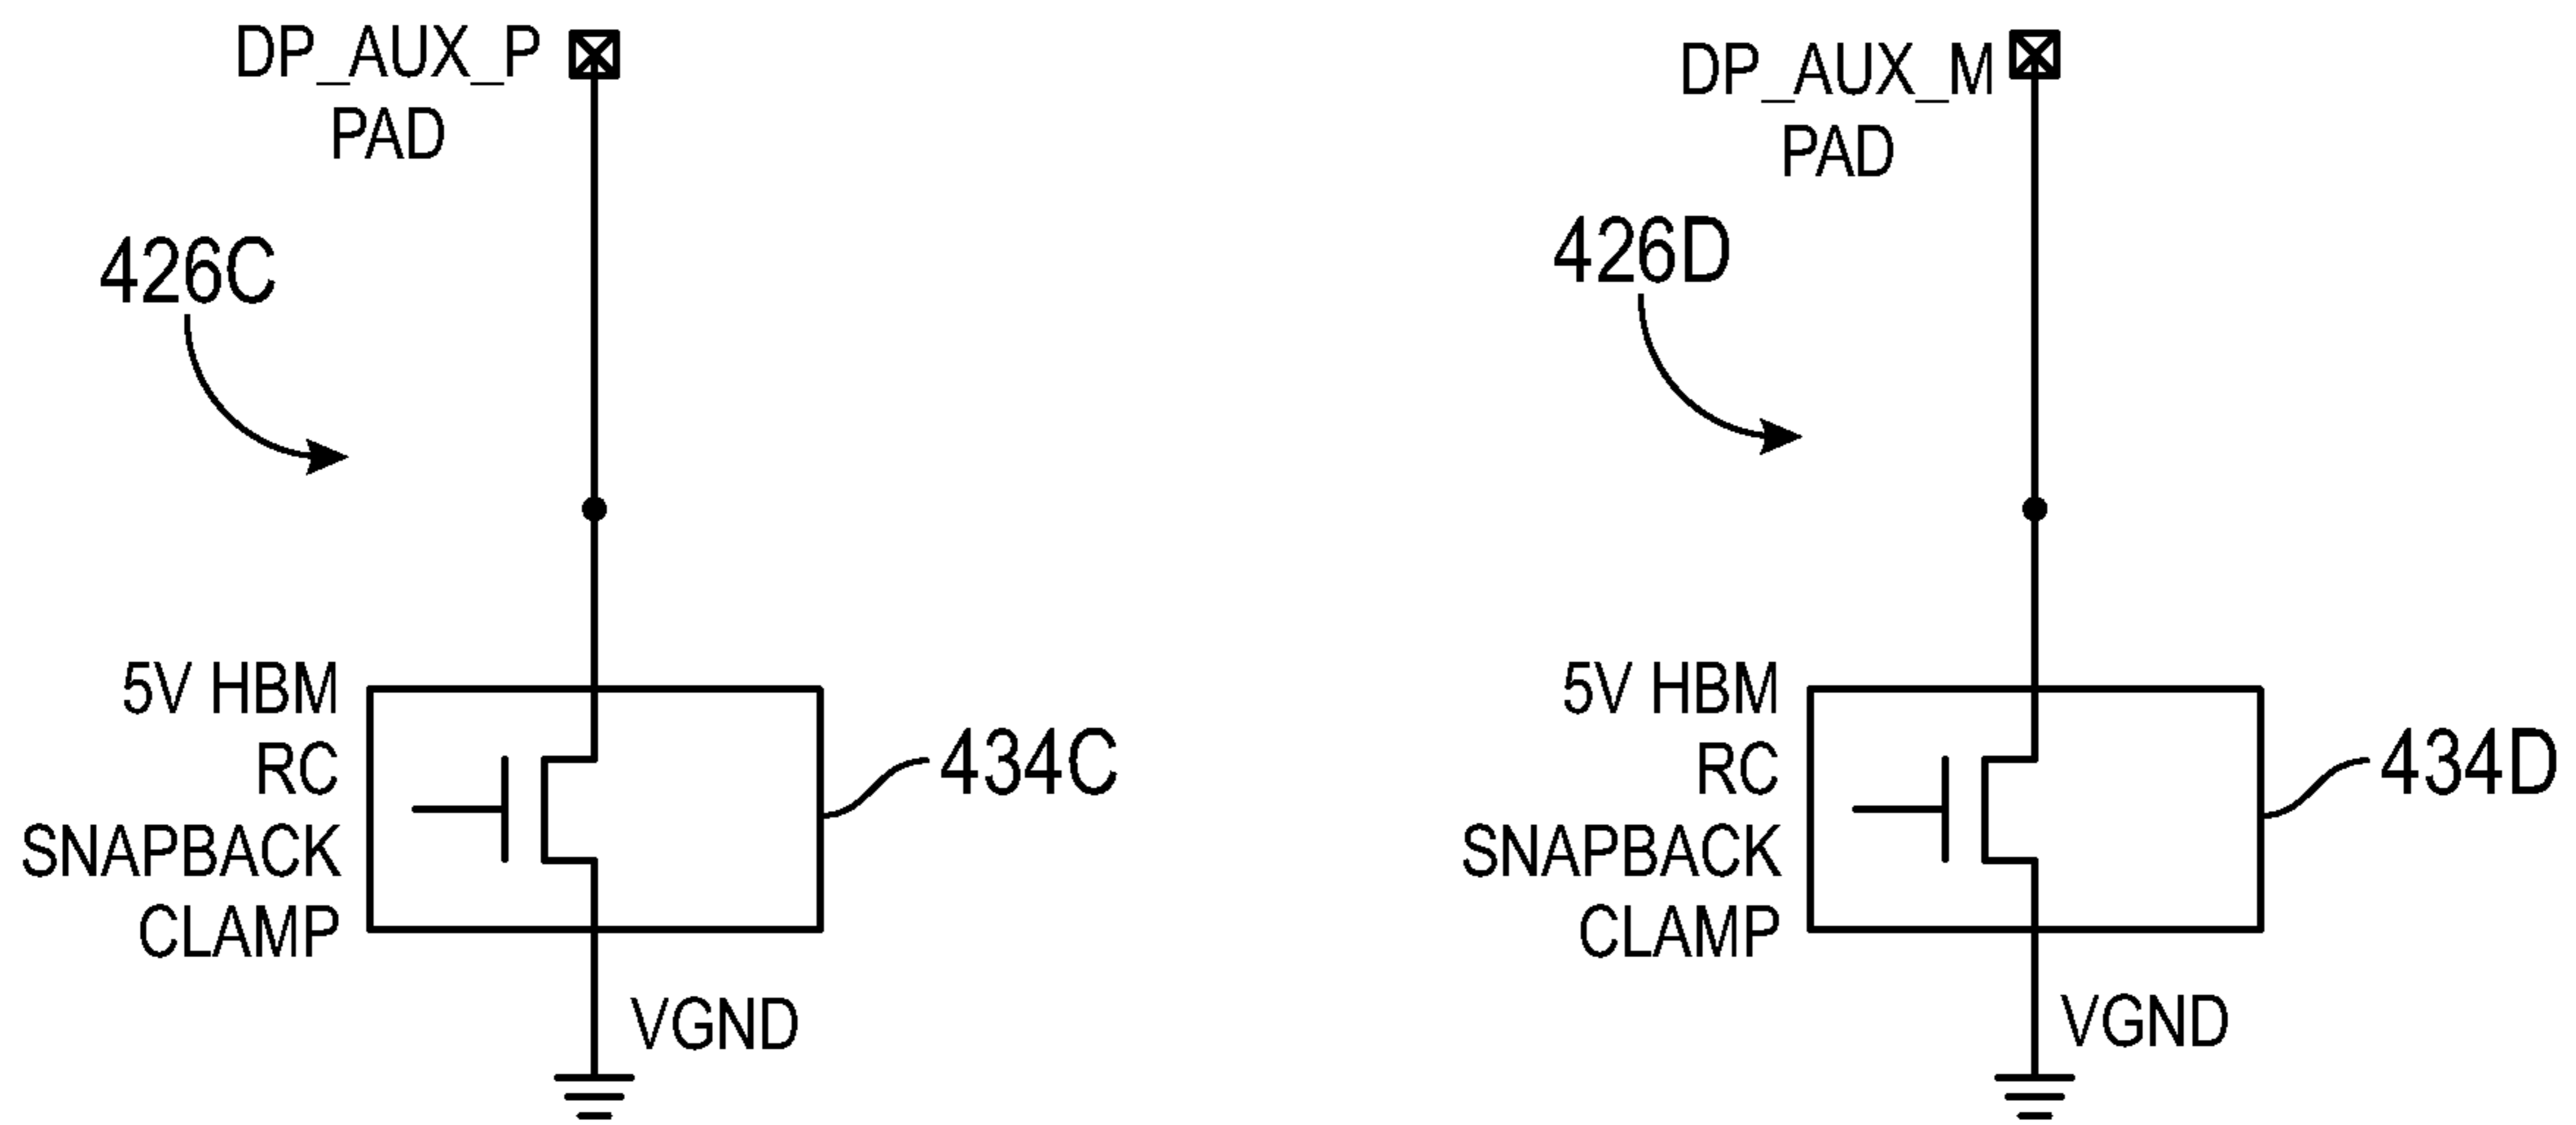 DP_AUX_P
PAD
426C
5V HBM
RC
SNAPBACK
CLAMP
434C
VGND
DP_AUX_M
PAD
426D
5V HBM
RC
SNAPBACK
CLAMP
434D
VGND